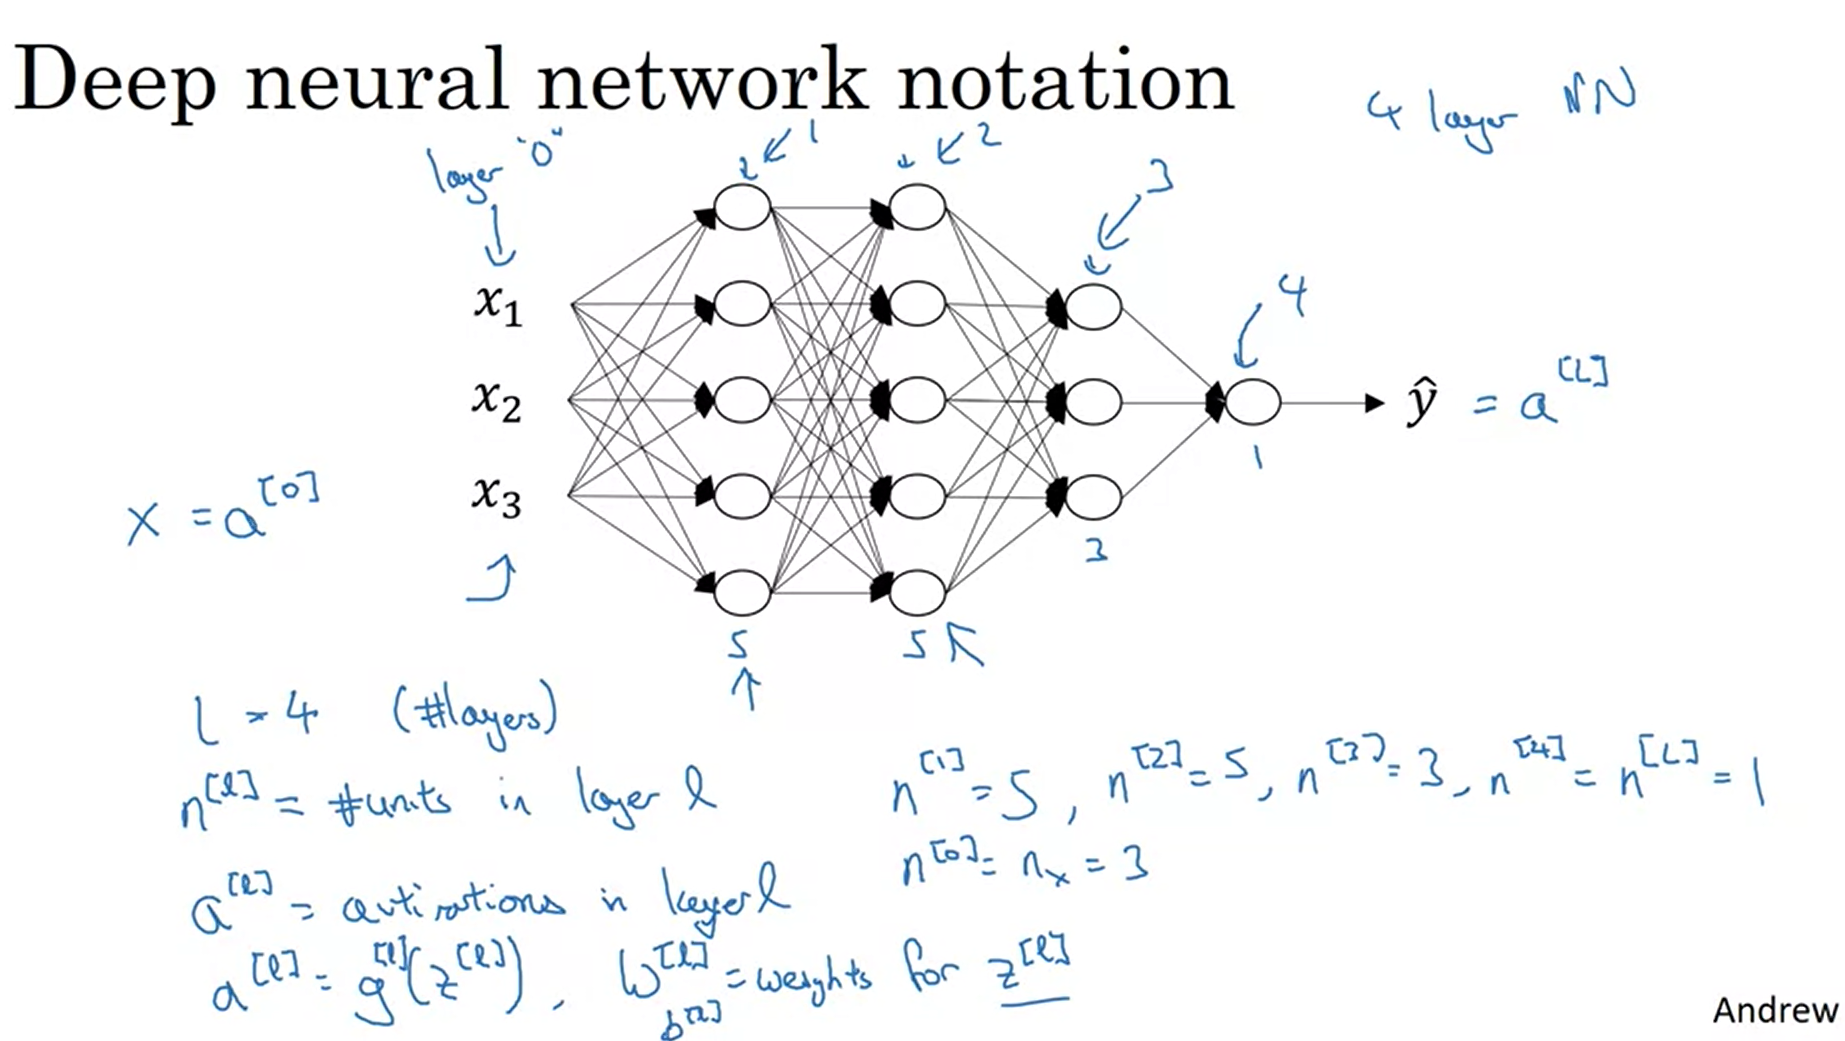 Deep neural network notation
4 layer NN
layer "0"
1
2
3
4
x₁
x₂
x₃
ŷ = a^[L]
X = a^[0]
5
5
3
1
L = 4 (#layers)
n^[l] = #units in layer l
n^[1] = 5, n^[2] = 5, n^[3] = 3, n^[4] = n^[L] = 1
n^[0] = n_x = 3
a^[l] = activations in layer l
a^[l] = g^[l](z^[l]), W^[l] = weights for z^[l]
b^[l]
Andrew